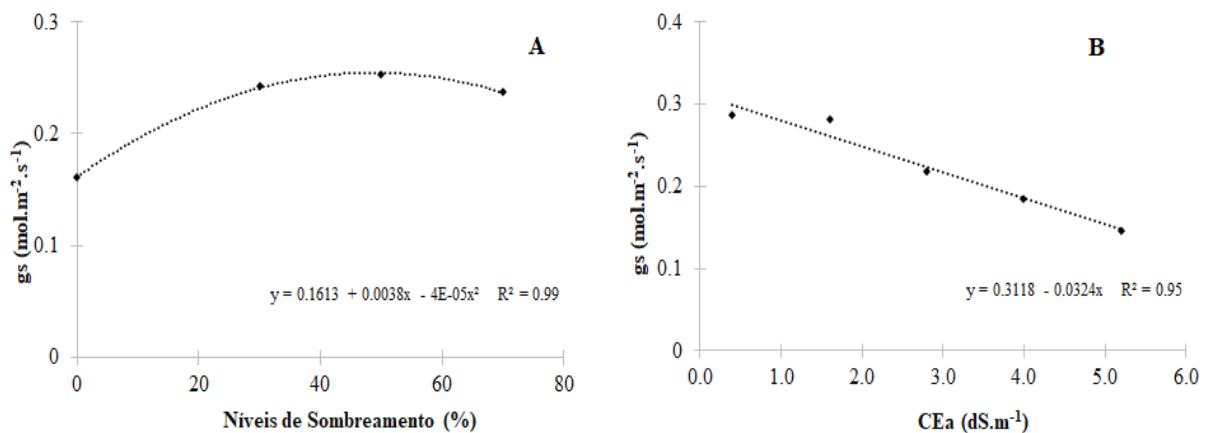 A
gs (mol.m⁻².s⁻¹)
0.3
0.2
0.1
0
y = 0.1613 + 0.0038x - 4E-05x² R² = 0.99
0 20 40 60 80
Níveis de Sombreamento (%)
B
gs (mol.m⁻².s⁻¹)
0.4
0.3
0.2
0.1
0
y = 0.3118 - 0.0324x R² = 0.95
0.0 1.0 2.0 3.0 4.0 5.0 6.0
CEa (dS.m⁻¹)